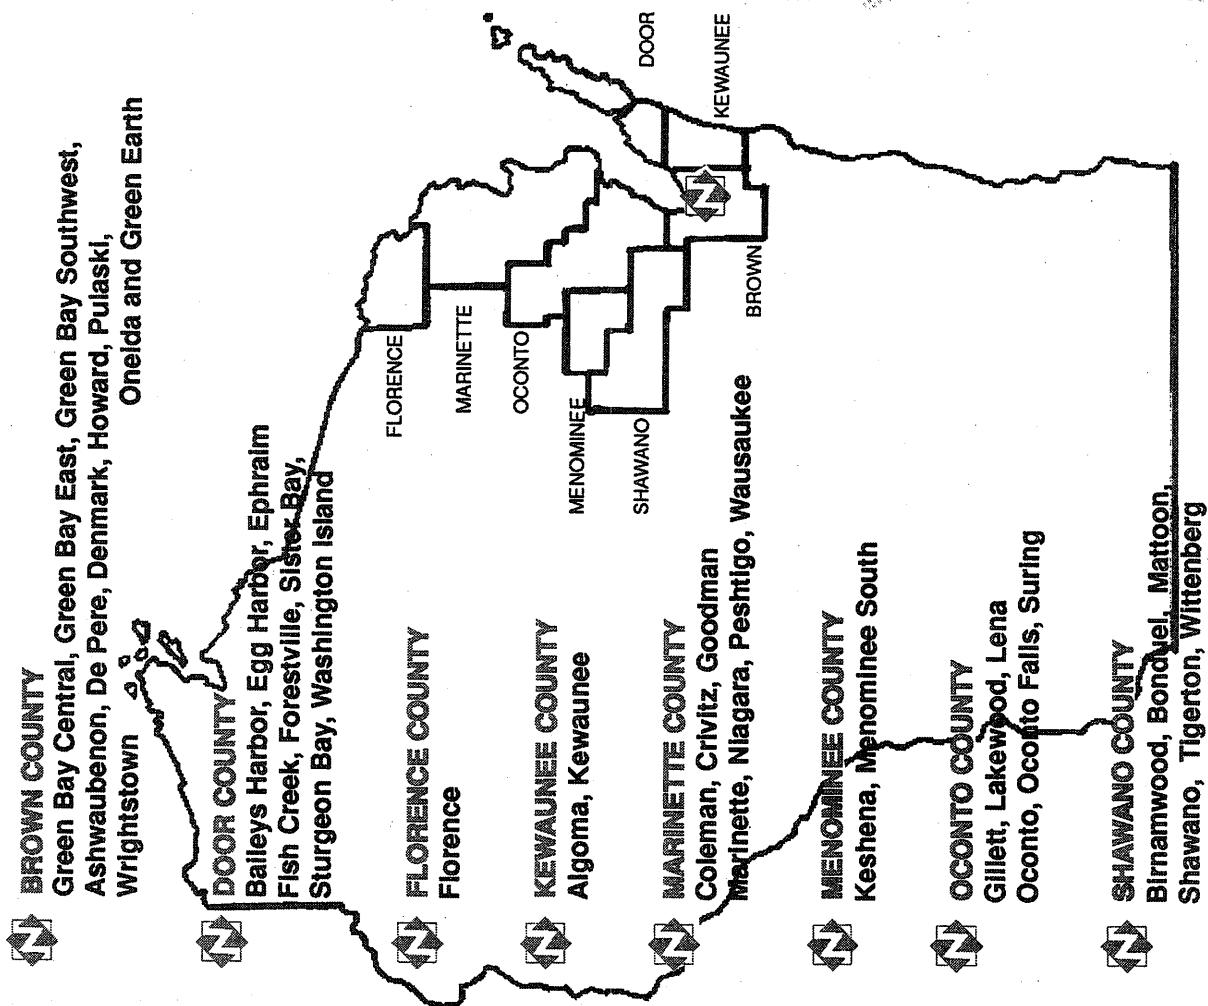 BROWN COUNTY
Green Bay Central, Green Bay East, Green Bay Southwest,
Ashwaubenon, De Pere, Denmark, Howard, Pulaski,
Wrightstown
Oneida and Green Earth
DOOR COUNTY
Baileys Harbor, Egg Harbor, Ephraim
Fish Creek, Forestville, Sister Bay,
Sturgeon Bay, Washington Island
FLORENCE COUNTY
Florence
KEWAUNEE COUNTY
Algoma, Kewaunee
MARINETTE COUNTY
Coleman, Crivitz, Goodman
Marinette, Niagara, Peshtigo, Wausaukee
MENOMINEE COUNTY
Keshena, Menominee South
OCONTO COUNTY
Gillett, Lakewood, Lena
Oconto, Oconto Falls, Suring
SHAWANO COUNTY
Birnamwood, Bonduel, Mattoon,
Shawano, Tigerton, Wittenberg
FLORENCE
MARINETTE
OCONTO
MENOMINEE
SHAWANO
BROWN
DOOR
KEWAUNEE
N
N
N
N
N
N
N
N
N